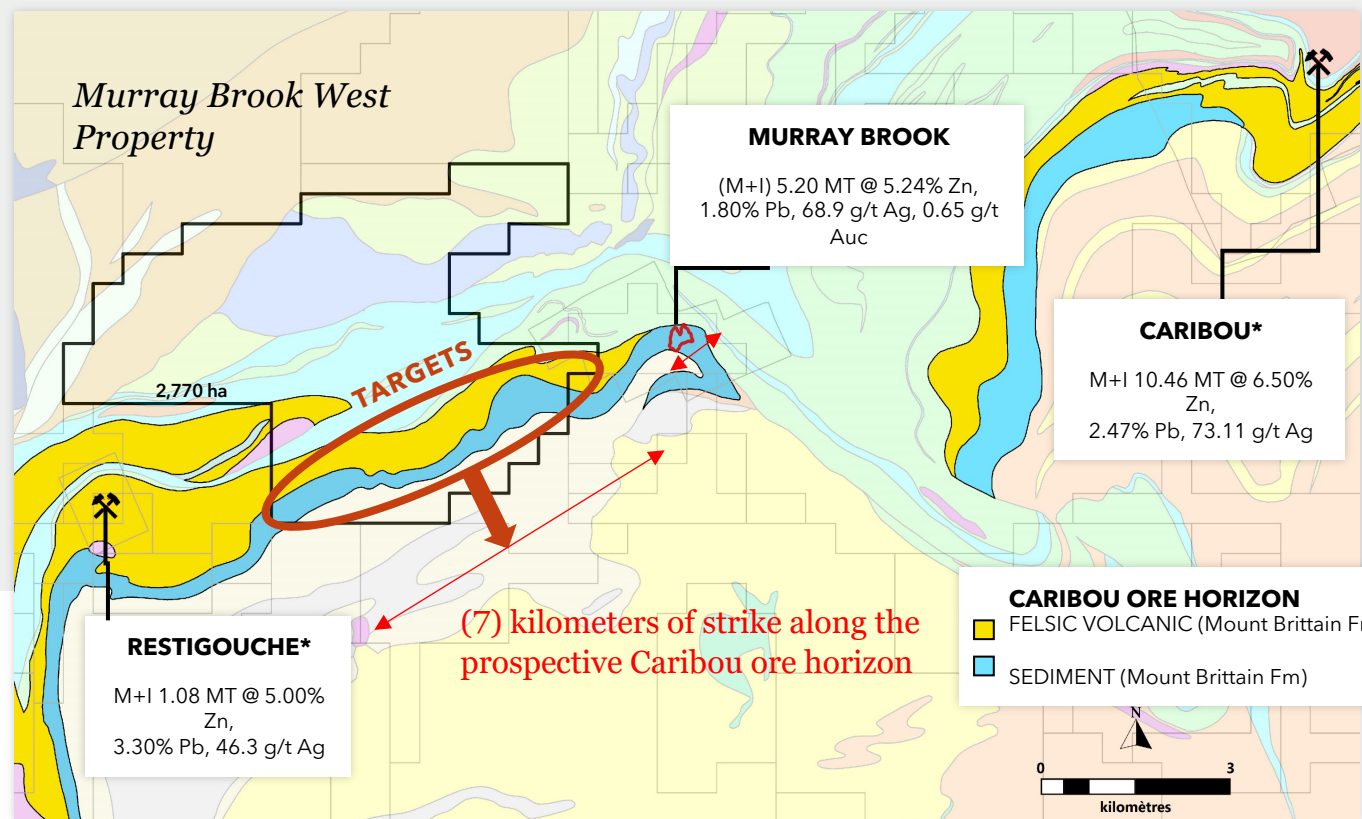 Murray Brook West
Property
MURRAY BROOK
(M+I) 5.20 MT @ 5.24% Zn,
1.80% Pb, 68.9 g/t Ag, 0.65 g/t
Auc
CARIBOU*
M+I 10.46 MT @ 6.50%
Zn,
2.47% Pb, 73.11 g/t Ag
TARGETS
2,770 ha
RESTIGOUCHE*
M+I 1.08 MT @ 5.00%
Zn,
3.30% Pb, 46.3 g/t Ag
(7) kilometers of strike along the
prospective Caribou ore horizon
CARIBOU ORE HORIZON
FELSIC VOLCANIC (Mount Brittain
SEDIMENT (Mount Brittain Fm)
N
0 3
kilomètres